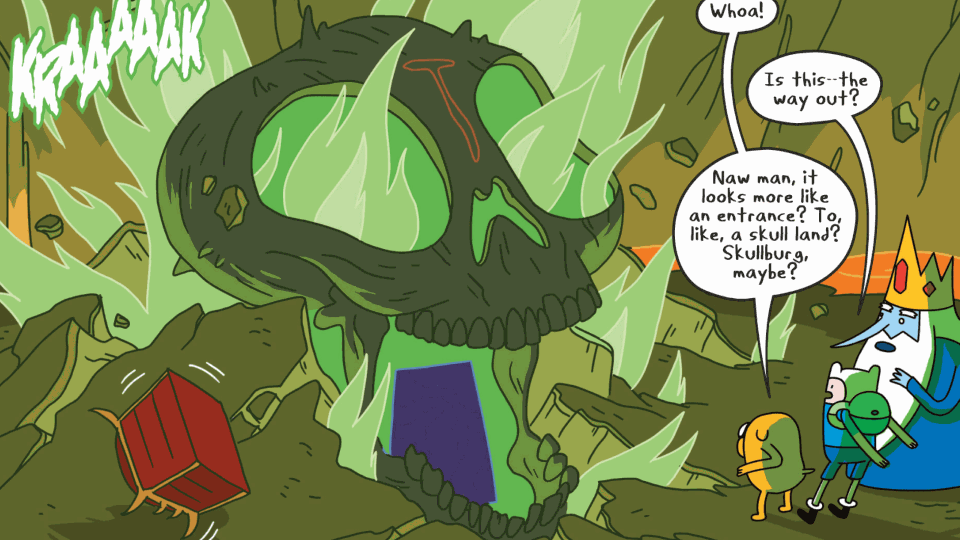 KRAAAAAK
Whoa!
Is this--the
way out?
Naw man, it
looks more like
an entrance? To,
like, a skull land?
Skullburg,
maybe?